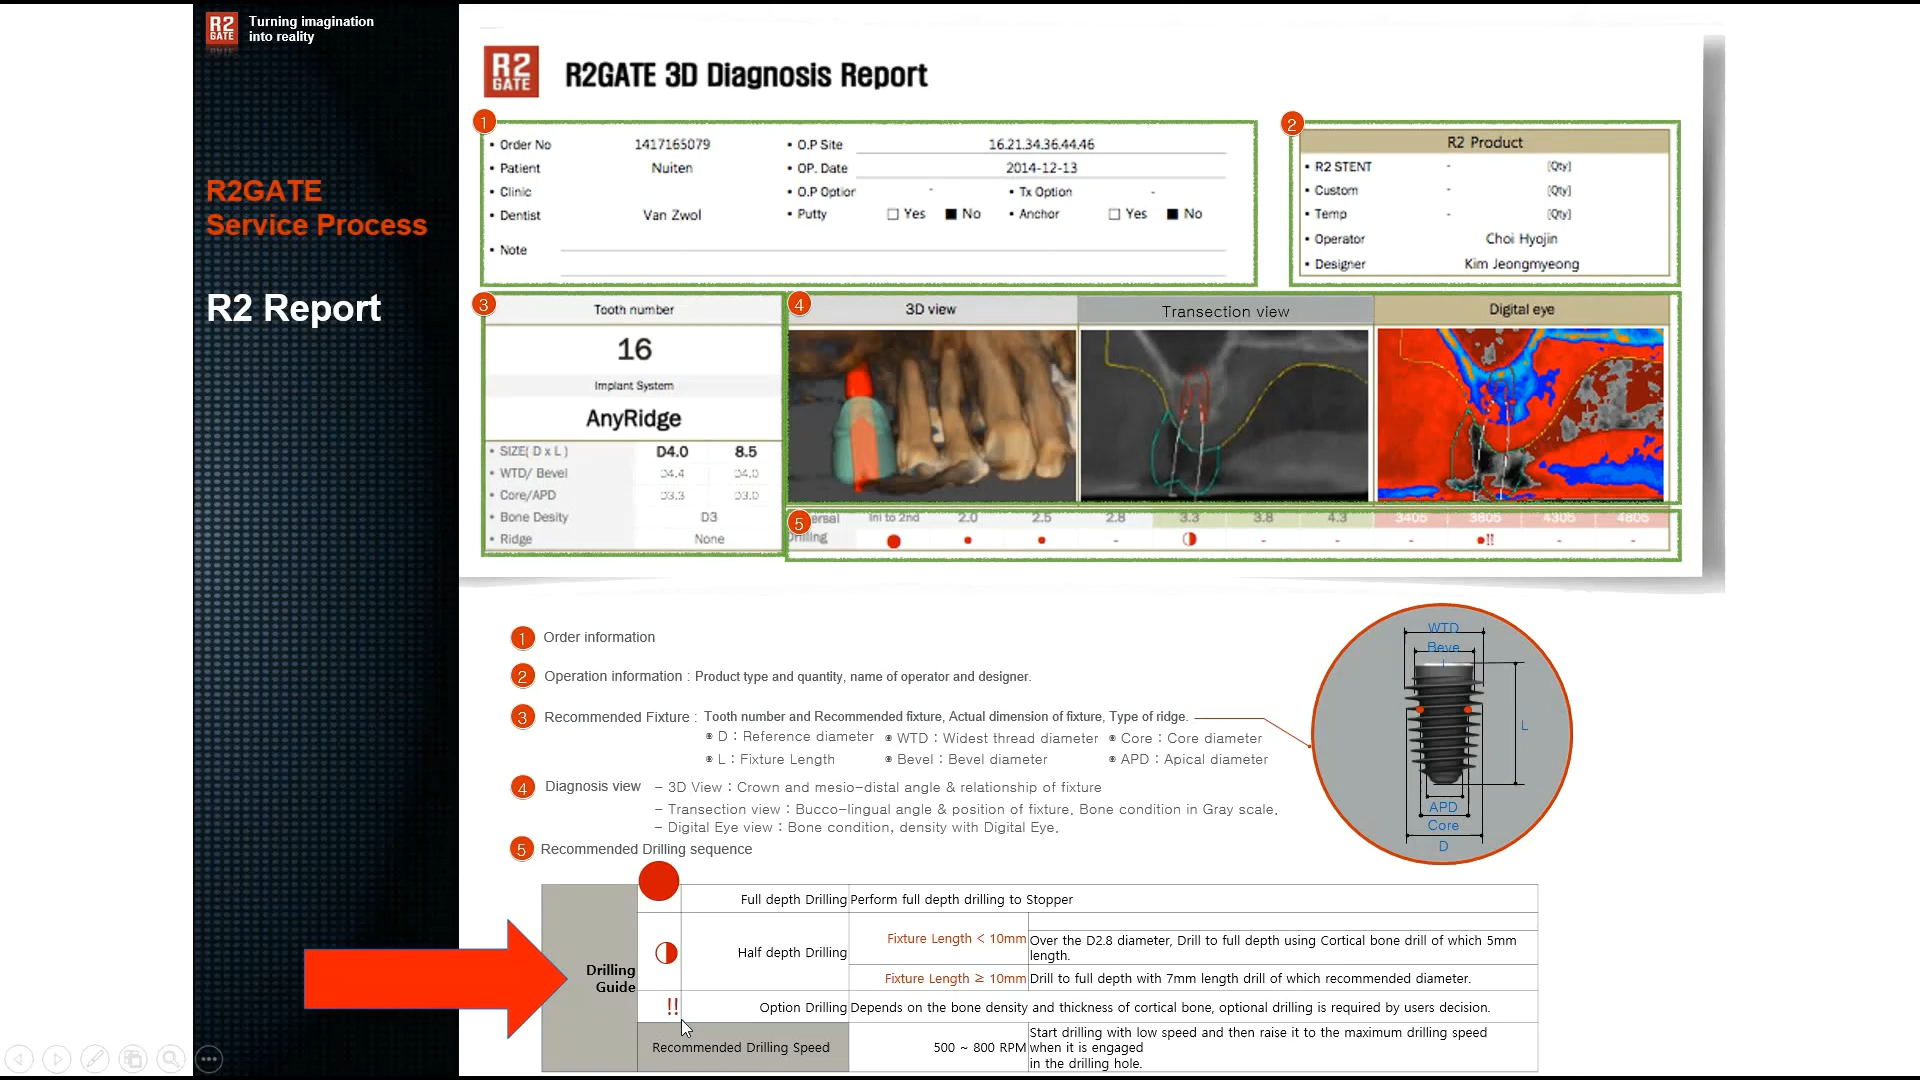 R2 GATE
Turning imagination
into reality
R2GATE
Service Process
R2 Report
R2 GATE
R2GATE 3D Diagnosis Report
1
• Order No 1417165079 • O.P Site 16.21.34.36.44.46
• Patient Nuiten • OP. Date 2014-12-13
• Clinic • O.P Option - • Tx Option -
• Dentist Van Zwol • Putty □ Yes ■ No • Anchor □ Yes ■ No
• Note
2
R2 Product
• R2 STENT - [Qty]
• Custom - [Qty]
• Temp - [Qty]
• Operator Choi Hyojin
• Designer Kim Jeongmyeong
3
Tooth number
16
Implant System
AnyRidge
• SIZE( D x L ) D4.0 8.5
• WTD/ Bevel D4.4 D4.0
• Core/APD D3.3 D3.0
• Bone Desity D3
• Ridge None
4
3D view Transection view Digital eye
5
ersal Ini to 2nd 2.0 2.5 2.8 3.3 3.8 4.3 3405 3805 4305 4805
Drilling - - - - !! - -
1 Order information
2 Operation information : Product type and quantity, name of operator and designer.
3 Recommended Fixture : Tooth number and Recommended fixture, Actual dimension of fixture, Type of ridge.
D : Reference diameter WTD : Widest thread diameter Core : Core diameter
L : Fixture Length Bevel : Bevel diameter APD : Apical diameter
4 Diagnosis view - 3D View : Crown and mesio-distal angle & relationship of fixture
- Transection view : Bucco-lingual angle & position of fixture. Bone condition in Gray scale.
- Digital Eye view : Bone condition, density with Digital Eye.
5 Recommended Drilling sequence
WTD
Beve
l
L
APD
Core
D
Drilling
Guide
Full depth Drilling Perform full depth drilling to Stopper
Half depth Drilling
Fixture Length < 10mm Over the D2.8 diameter, Drill to full depth using Cortical bone drill of which 5mm
length.
Fixture Length ≥ 10mm Drill to full depth with 7mm length drill of which recommended diameter.
!! Option Drilling Depends on the bone density and thickness of cortical bone, optional drilling is required by users decision.
Recommended Drilling Speed 500 ~ 800 RPM Start drilling with low speed and then raise it to the maximum drilling speed
when it is engaged
in the drilling hole.